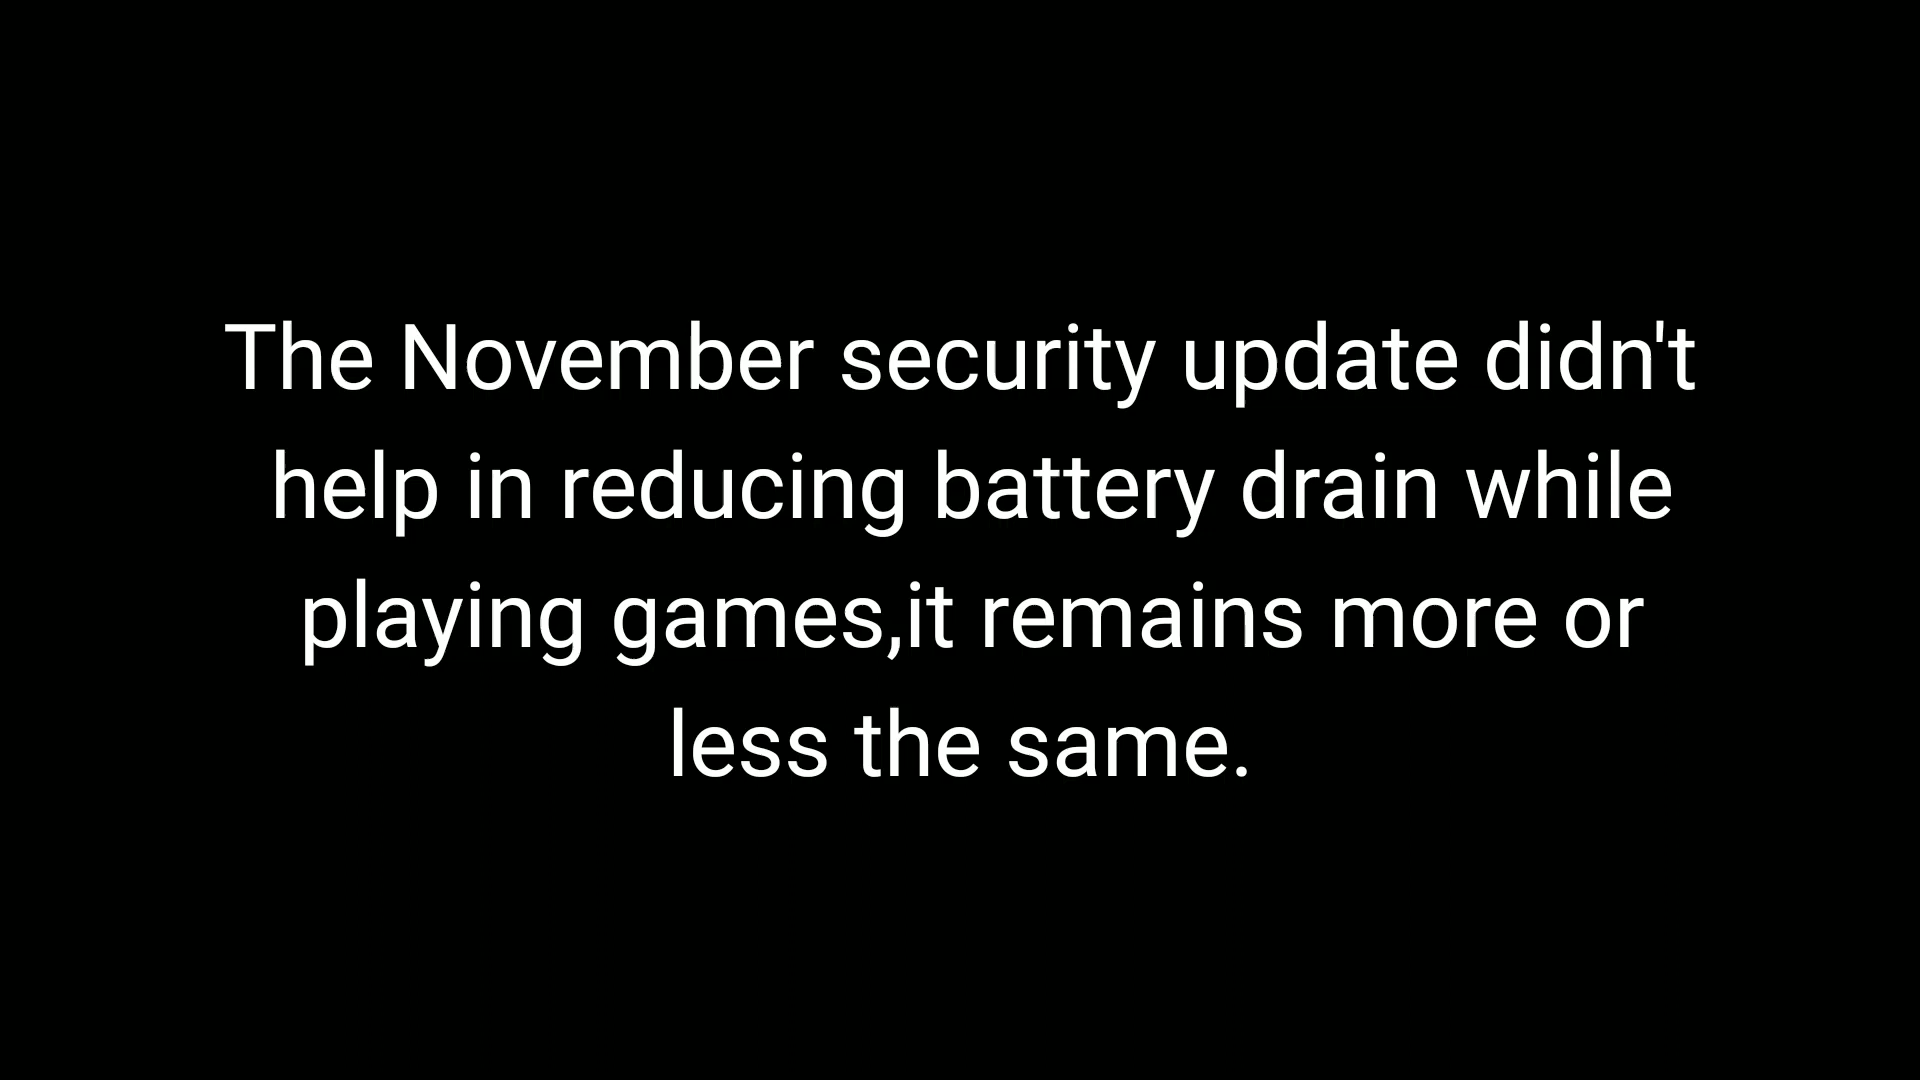 The November security update didn't
help in reducing battery drain while
playing games,it remains more or
less the same.